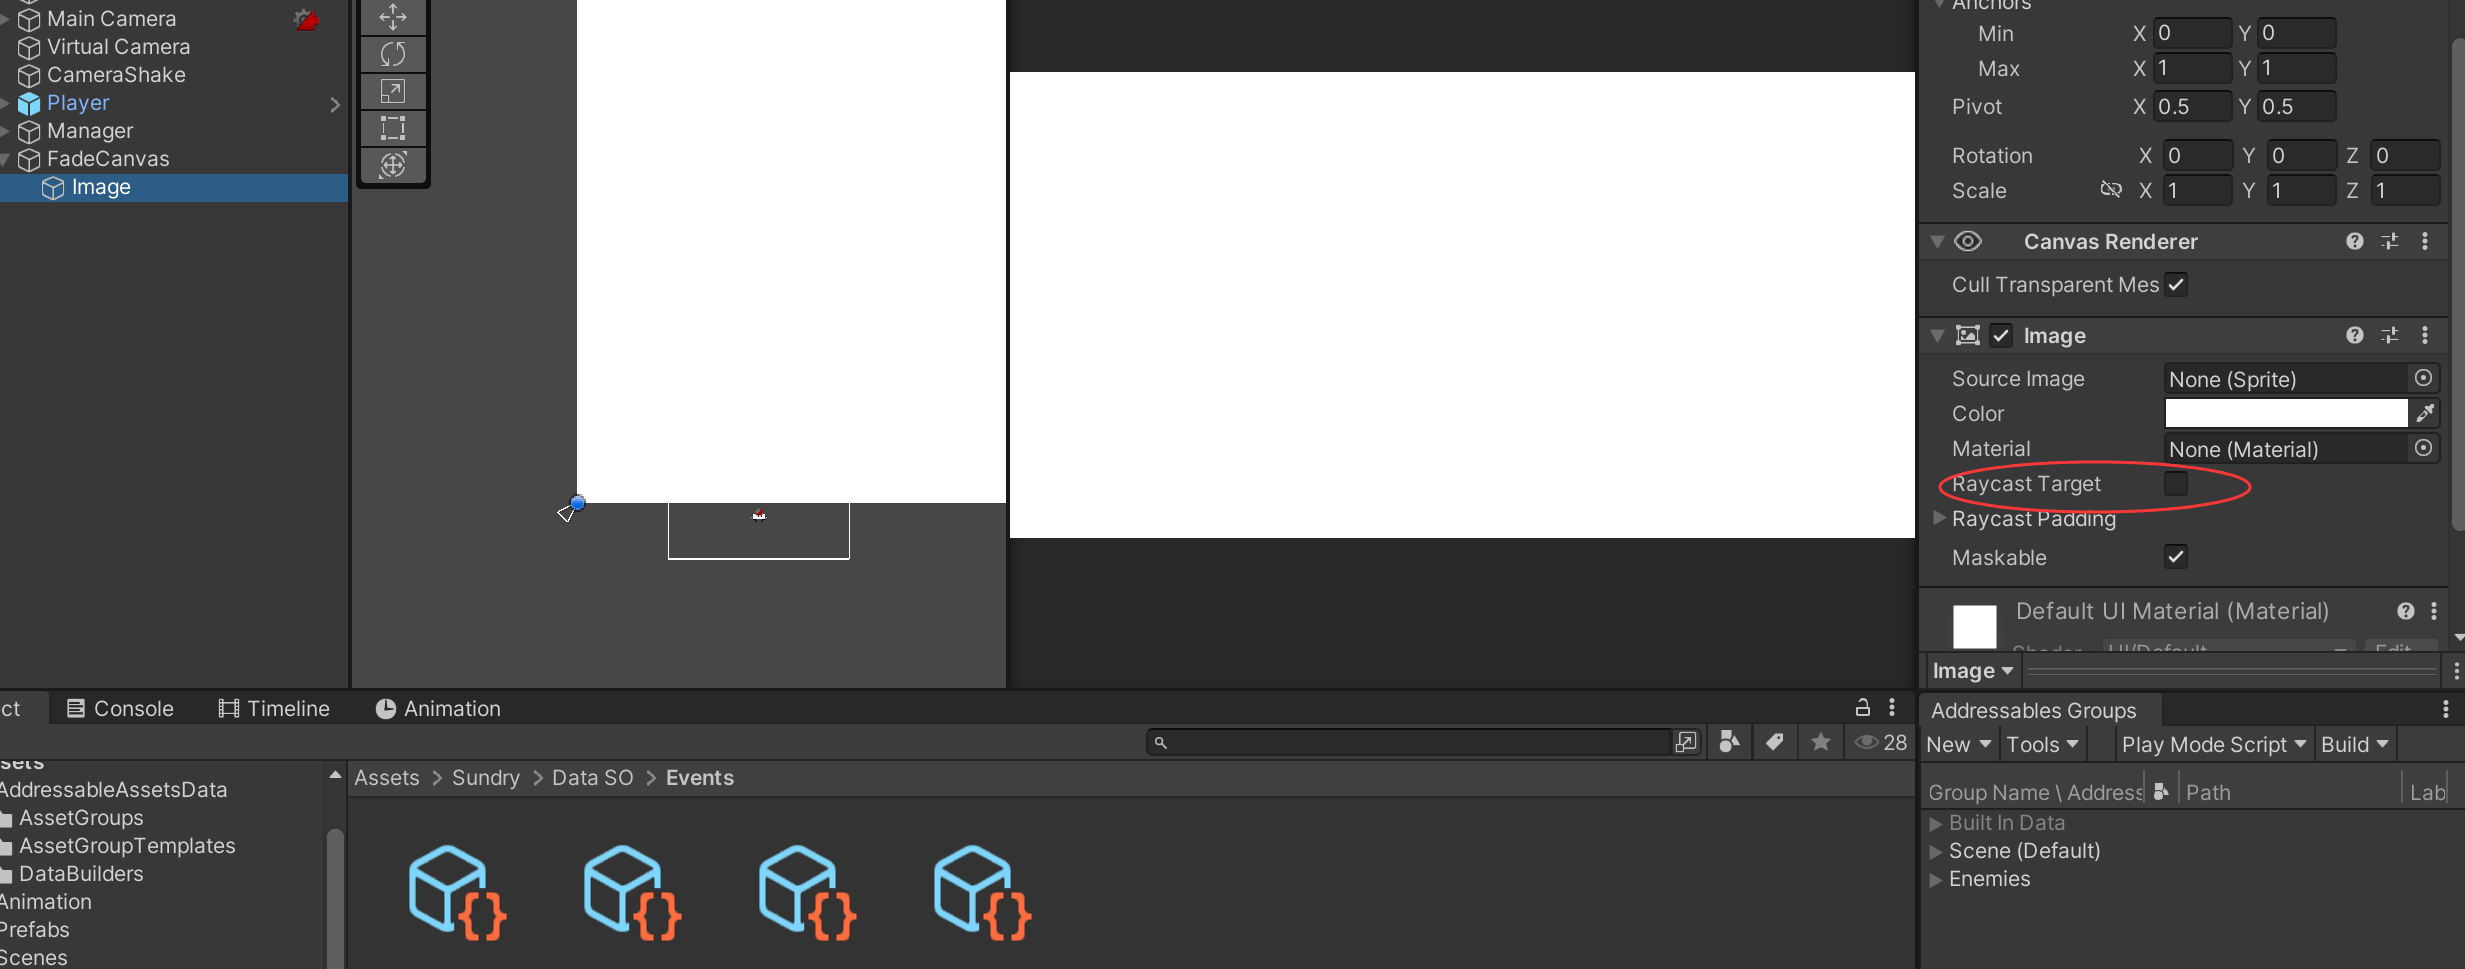 Main Camera
Virtual Camera
CameraShake
Player
Manager
FadeCanvas
Image
Anchors
Min X 0 Y 0
Max X 1 Y 1
Pivot X 0.5 Y 0.5
Rotation X 0 Y 0 Z 0
Scale X 1 Y 1 Z 1
Canvas Renderer
Cull Transparent Mes
Image
Source Image None (Sprite)
Color
Material None (Material)
Raycast Target
Raycast Padding
Maskable
Default UI Material (Material)
Shader UI/Default Edit
Image
ct Console Timeline Animation
28
sets
AddressableAssetsData
AssetGroups
AssetGroupTemplates
DataBuilders
Animation
Prefabs
Scenes
Assets > Sundry > Data SO > Events
Addressables Groups
New Tools Play Mode Script Build
Group Name \ Address Path Lab
Built In Data
Scene (Default)
Enemies